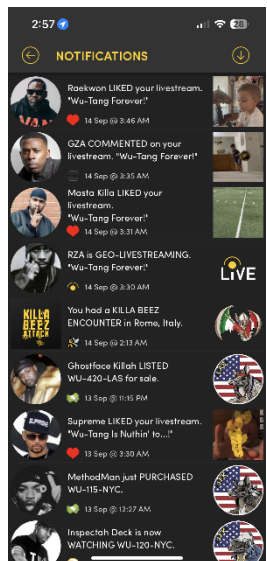 2:57
28
NOTIFICATIONS
Raekwon LIKED your livestream.
"Wu-Tang Forever!"
14 Sep @ 3:46 AM
GZA COMMENTED on your
livestream. "Wu-Tang Forever!"
14 Sep @ 3:35 AM
Masta Killa LIKED your
livestream.
"Wu-Tang Forever!"
14 Sep @ 3:31 AM
RZA is GEO-LIVESTREAMING.
"Wu-Tang Forever!"
14 Sep @ 3:30 AM
LiVE
KILLA
BEEZ
ATTACK
You had a KILLA BEEZ
ENCOUNTER in Rome, Italy.
14 Sep @ 2:13 AM
Ghostface Killah LISTED
WU-420-LAS for sale.
13 Sep @ 11:15 PM
Supreme LIKED your livestream.
"Wu-Tang Is Nuthin' to...!"
13 Sep @ 3:30 AM
MethodMan just PURCHASED
WU-115-NYC.
13 Sep @ 12:27 AM
Inspectah Deck is now
WATCHING WU-120-NYC.